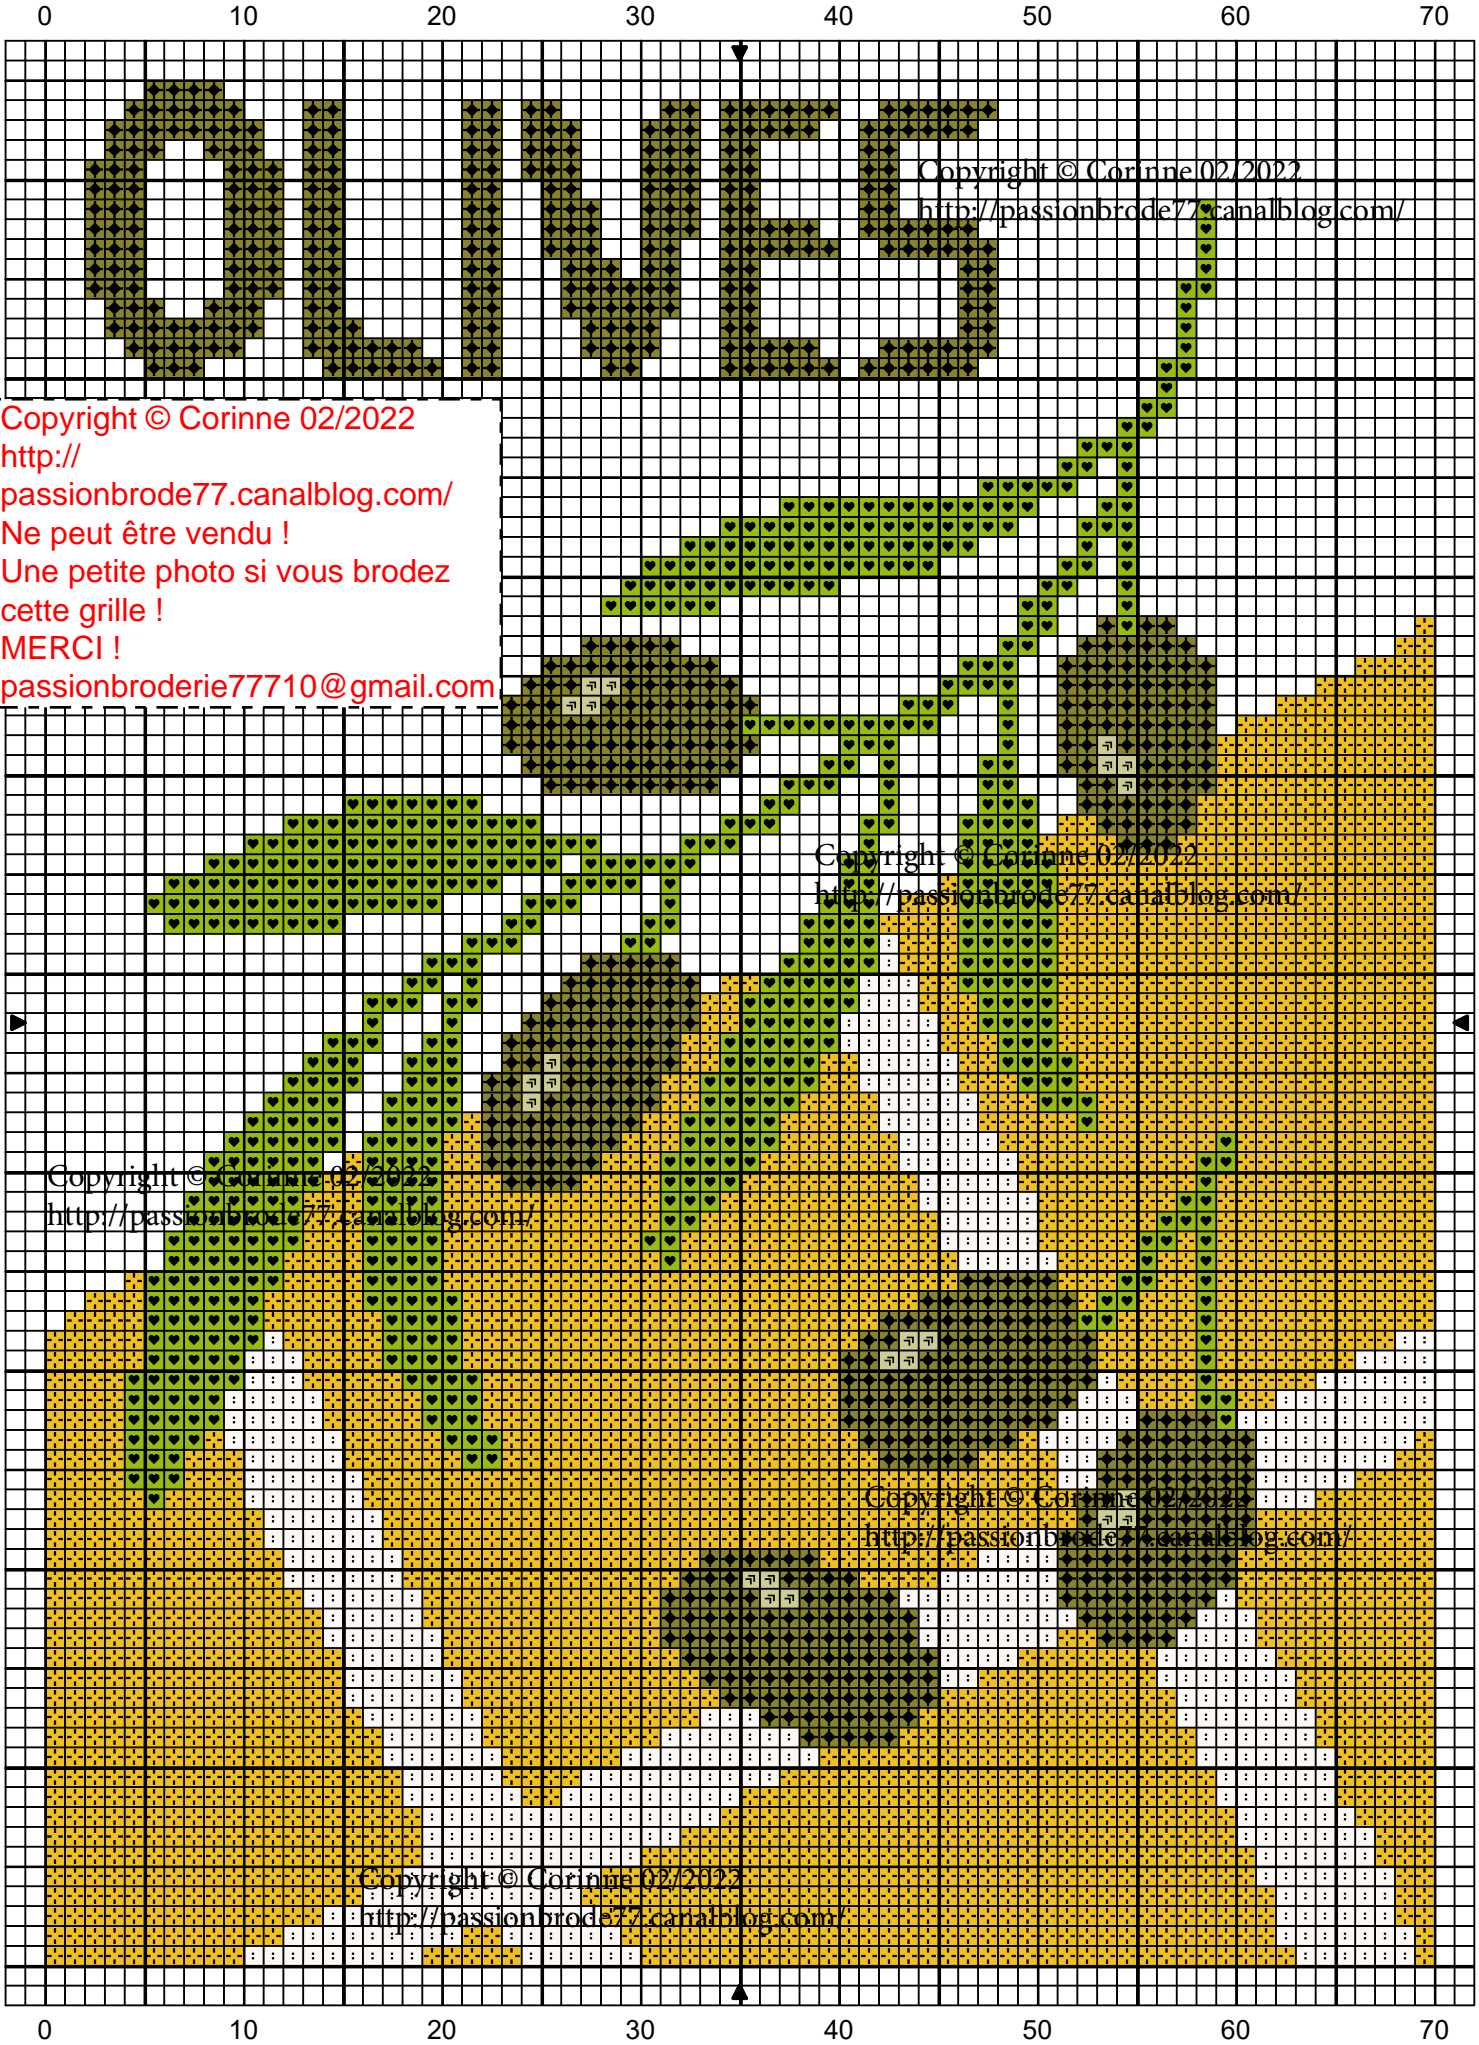 0 10 20 30 40 50 60 70
OLIVES
Copyright © Corinne 02/2022
http://passionbrode77.canalblog.com/
Copyright © Corinne 02/2022
http://
passionbrode77.canalblog.com/
Ne peut être vendu !
Une petite photo si vous brodez
cette grille !
MERCI !
passionbroderie77710@gmail.com
Copyright © Corinne 02/2022
http://passionbrode77.canalblog.com/
Copyright © Corinne 02/2022
http://passionbrode77.canalblog.com/
Copyright © Corinne 02/2022
http://passionbrode77.canalblog.com/
Copyright © Corinne 02/2022
http://passionbrode77.canalblog.com/
0 10 20 30 40 50 60 70